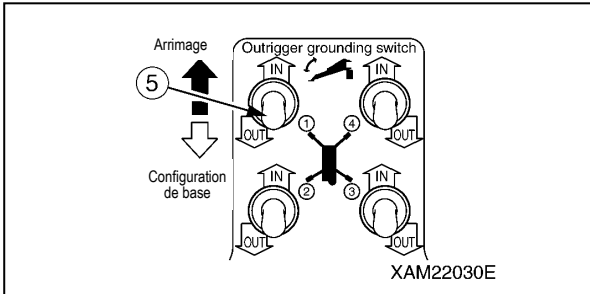 Arrimage
Outrigger grounding switch
5
IN
IN
OUT
OUT
1
4
Configuration
de base
IN
IN
2
3
OUT
OUT
XAM22030E